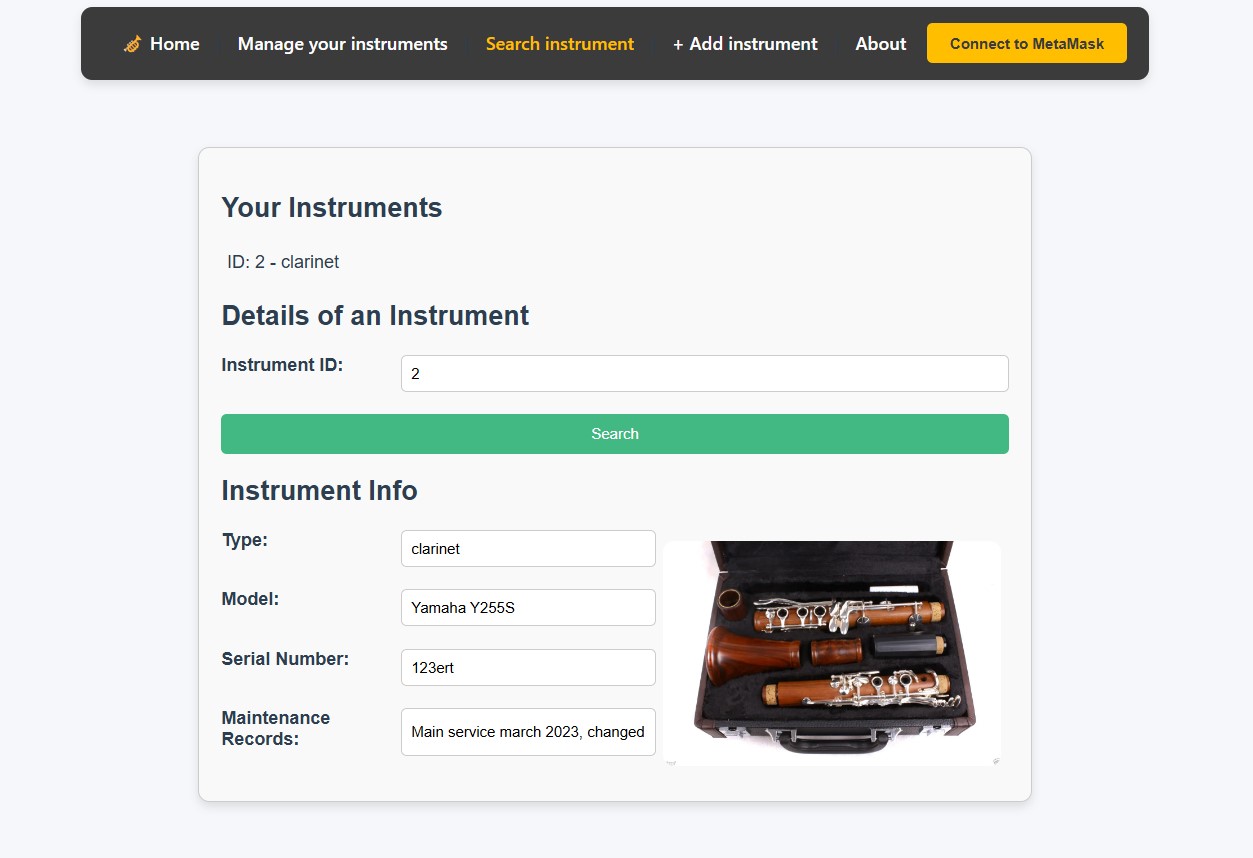 Home
Manage your instruments
Search instrument
+ Add instrument
About
Connect to MetaMask
Your Instruments
ID: 2 - clarinet
Details of an Instrument
Instrument ID:
2
Search
Instrument Info
Type:
clarinet
Model:
Yamaha Y255S
Serial Number:
123ert
Maintenance
Records:
Main service march 2023, changed